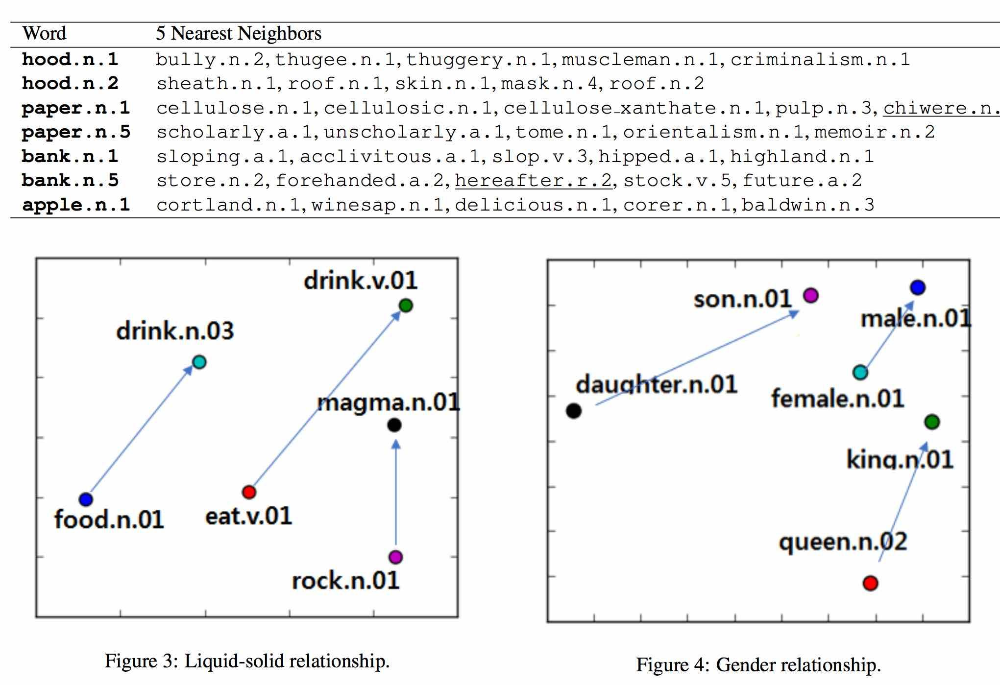 Word 5 Nearest Neighbors
hood.n.1 bully.n.2, thugee.n.1, thuggery.n.1, muscleman.n.1, criminalism.n.1
hood.n.2 sheath.n.1, roof.n.1, skin.n.1, mask.n.4, roof.n.2
paper.n.1 cellulose.n.1, cellulosic.n.1, cellulose_xanthate.n.1, pulp.n.3, chiwere.n.
paper.n.5 scholarly.a.1, unscholarly.a.1, tome.n.1, orientalism.n.1, memoir.n.2
bank.n.1 sloping.a.1, acclivitous.a.1, slop.v.3, hipped.a.1, highland.n.1
bank.n.5 store.n.2, forehanded.a.2, hereafter.r.2, stock.v.5, future.a.2
apple.n.1 cortland.n.1, winesap.n.1, delicious.n.1, corer.n.1, baldwin.n.3
drink.v.01
drink.n.03
magma.n.01
food.n.01
eat.v.01
rock.n.01
Figure 3: Liquid-solid relationship.
son.n.01
male.n.01
daughter.n.01
female.n.01
king.n.01
queen.n.02
Figure 4: Gender relationship.